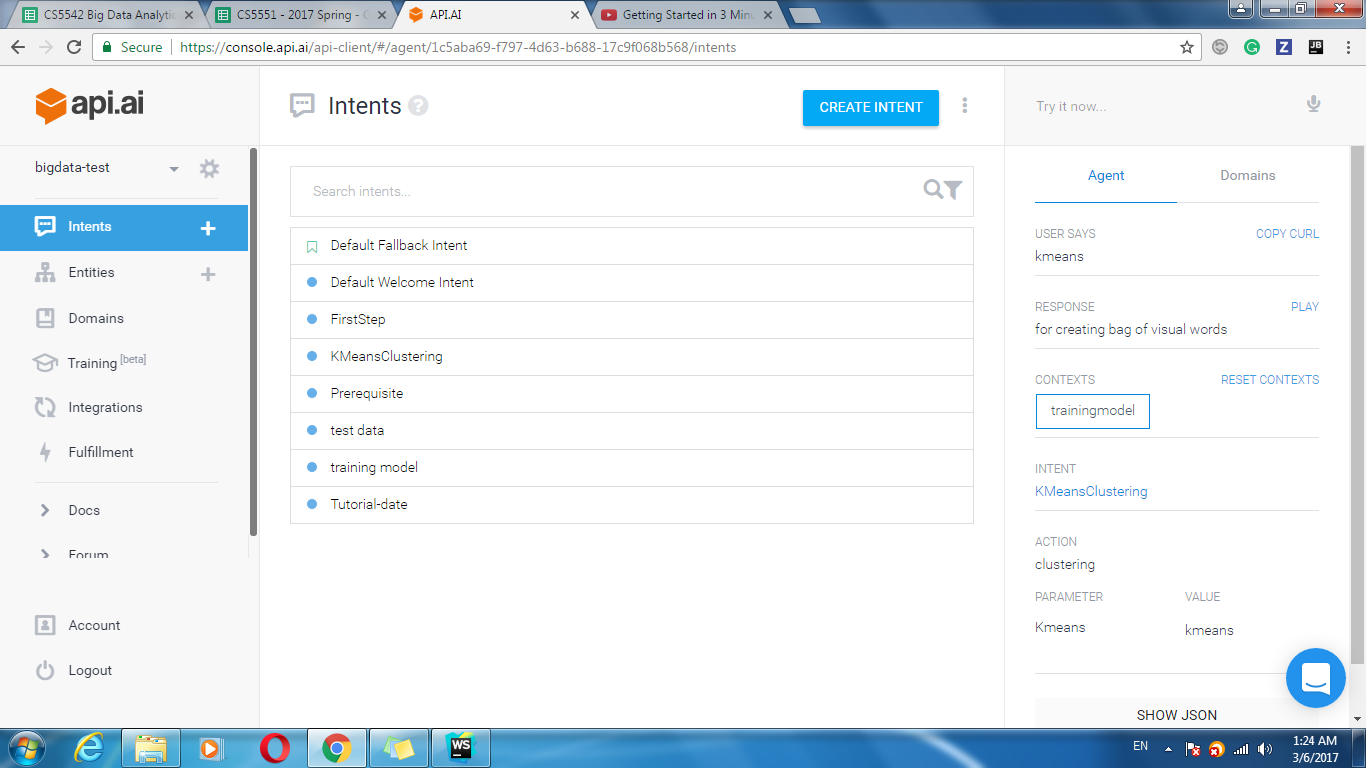 CS5542 Big Data Analytic
CS5551 - 2017 Spring - G
API.AI
Getting Started in 3 Minu
Secure
https://console.api.ai/api-client/#/agent/1c5aba69-f797-4d63-b688-17c9f068b568/intents
Z
JB
api.ai
Intents
?
CREATE INTENT
Try it now...
bigdata-test
Search intents...
Agent
Domains
Intents
Entities
Domains
Training [beta]
Integrations
Fulfillment
Docs
Forum
Account
Logout
Default Fallback Intent
Default Welcome Intent
FirstStep
KMeansClustering
Prerequisite
test data
training model
Tutorial-date
USER SAYS
COPY CURL
kmeans
RESPONSE
PLAY
for creating bag of visual words
CONTEXTS
RESET CONTEXTS
trainingmodel
INTENT
KMeansClustering
ACTION
clustering
PARAMETER
VALUE
Kmeans
kmeans
SHOW JSON
WS
EN
1:24 AM
3/6/2017